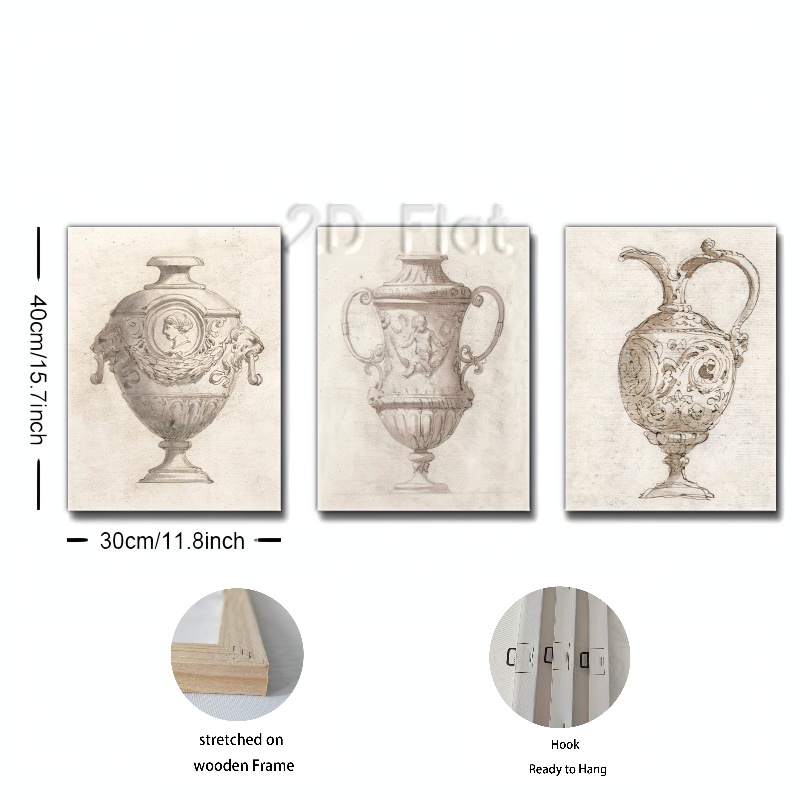 2D Flat
40cm/15.7inch
30cm/11.8inch
stretched on
wooden Frame
Hook
Ready to Hang